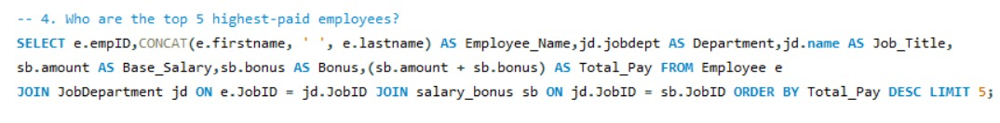 -- 4. Who are the top 5 highest-paid employees?
SELECT e.empID,CONCAT(e.firstname, ' ', e.lastname) AS Employee_Name,jd.jobdept AS Department,jd.name AS Job_Title,
sb.amount AS Base_Salary,sb.bonus AS Bonus,(sb.amount + sb.bonus) AS Total_Pay FROM Employee e
JOIN JobDepartment jd ON e.JobID = jd.JobID JOIN salary_bonus sb ON jd.JobID = sb.JobID ORDER BY Total_Pay DESC LIMIT 5;